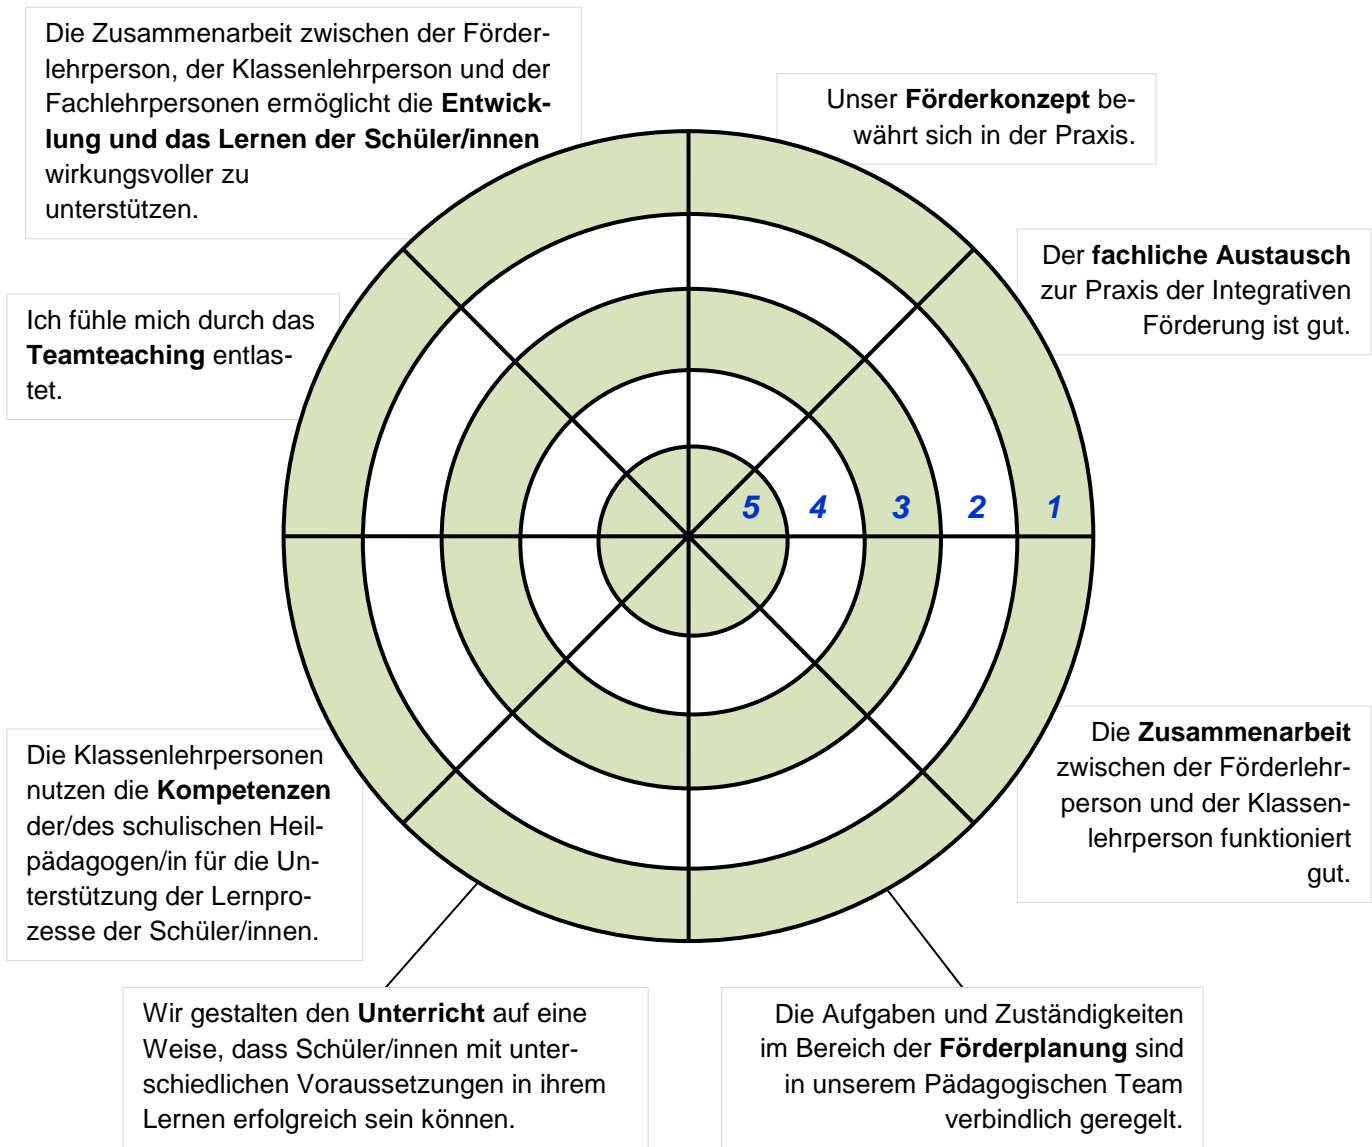 Die Zusammenarbeit zwischen der Förder-
lehrperson, der Klassenlehrperson und der
Fachlehrpersonen ermöglicht die Entwick-
lung und das Lernen der Schüler/innen
wirkungsvoller zu
unterstützen.
Unser Förderkonzept be-
währt sich in der Praxis.
Der fachliche Austausch
zur Praxis der Integrativen
Förderung ist gut.
Ich fühle mich durch das
Teamteaching entlas-
tet.
5 4 3 2 1
Die Zusammenarbeit
zwischen der Förderlehr-
person und der Klassen-
lehrperson funktioniert
gut.
Die Klassenlehrpersonen
nutzen die Kompetenzen
der/des schulischen Heil-
pädagogen/in für die Un-
terstützung der Lernpro-
zesse der Schüler/innen.
Wir gestalten den Unterricht auf eine
Weise, dass Schüler/innen mit unter-
schiedlichen Voraussetzungen in ihrem
Lernen erfolgreich sein können.
Die Aufgaben und Zuständigkeiten
im Bereich der Förderplanung sind
in unserem Pädagogischen Team
verbindlich geregelt.